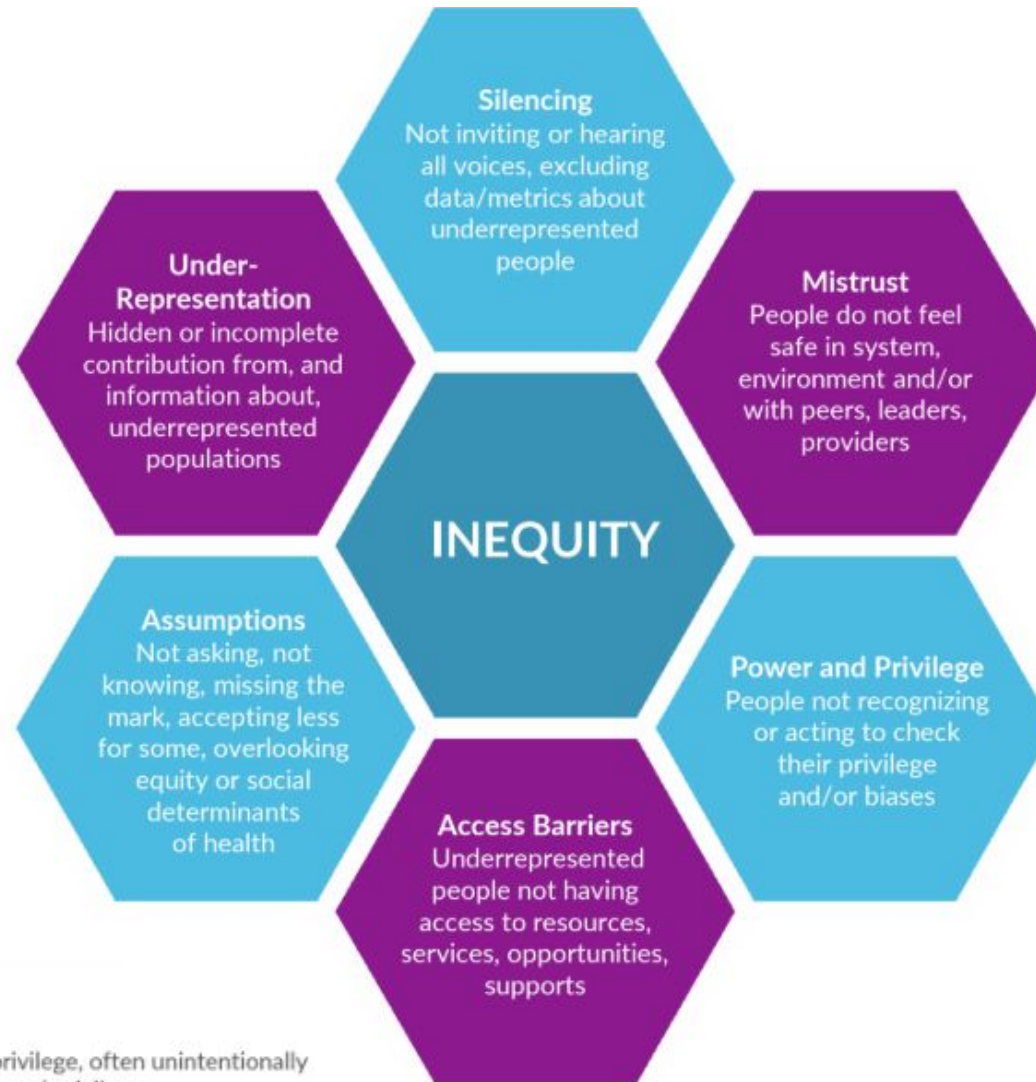 Silencing
Not inviting or hearing
all voices, excluding
data/metrics about
underrepresented
people
Under-
Representation
Hidden or incomplete
contribution from, and
information about,
underrepresented
populations
Mistrust
People do not feel
safe in system,
environment and/or
with peers, leaders,
providers
INEQUITY
Assumptions
Not asking, not
knowing, missing the
mark, accepting less
for some, overlooking
equity or social
determinants
of health
Power and Privilege
People not recognizing
or acting to check
their privilege
and/or biases
Access Barriers
Underrepresented
people not having
access to resources,
services, opportunities,
supports
privilege, often unintentionally